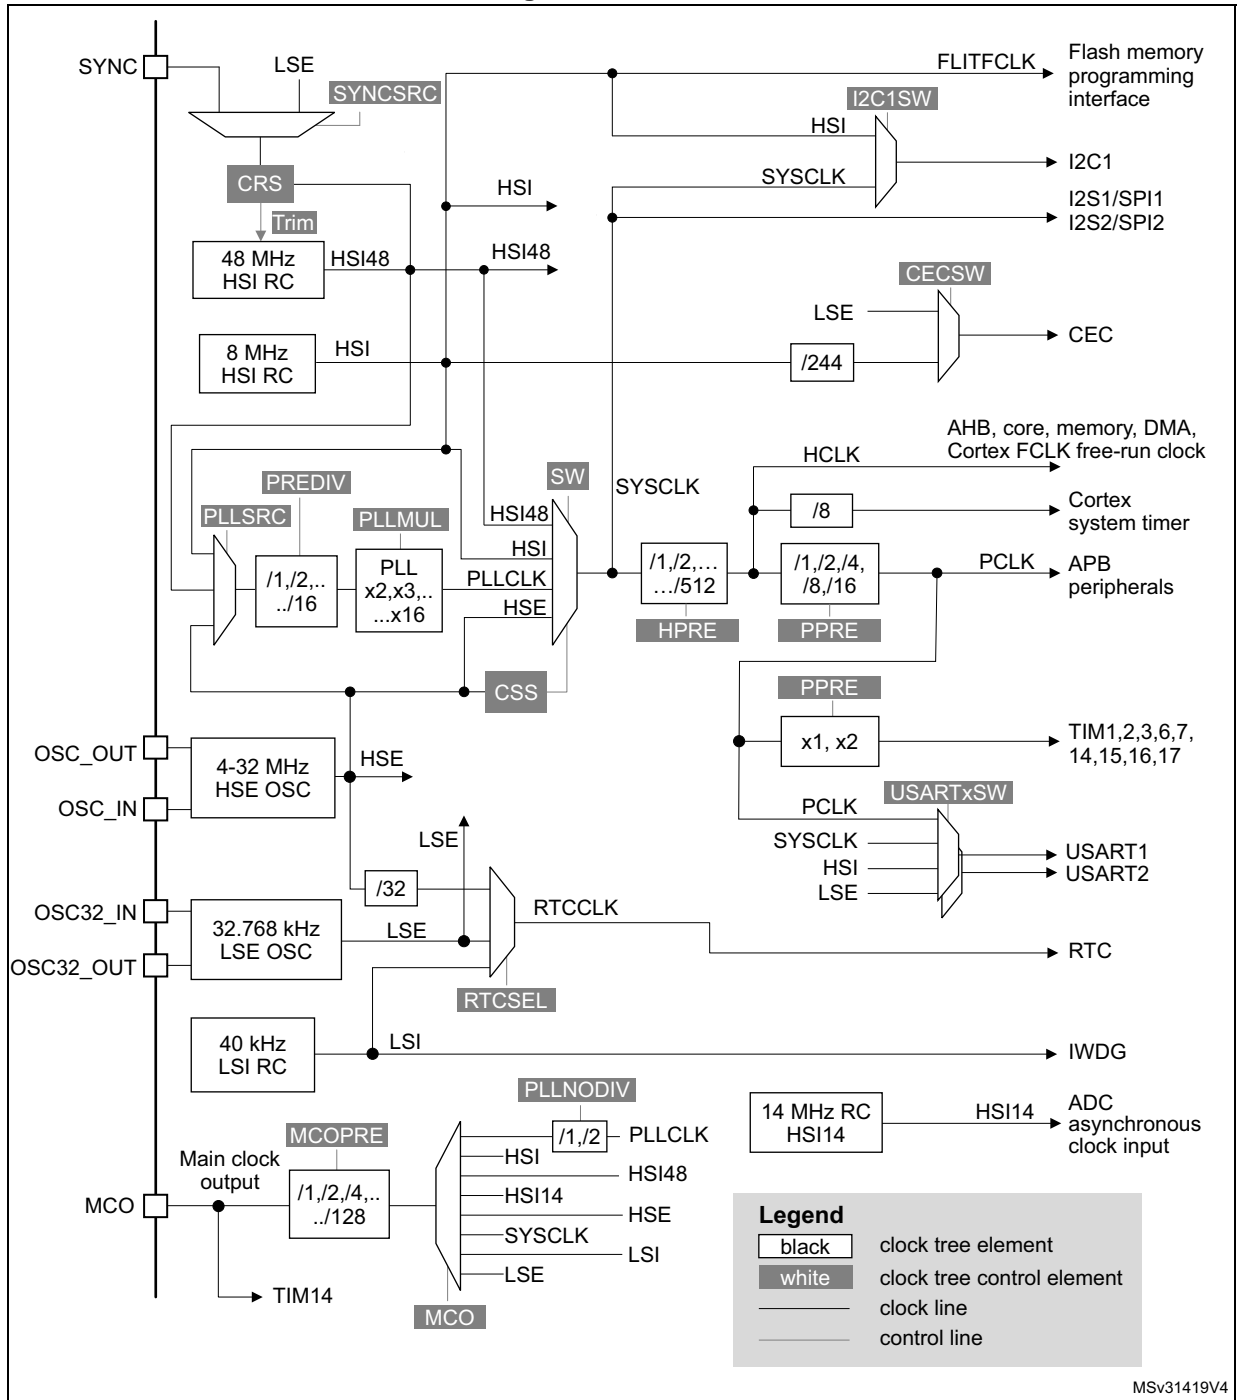 SYNC
LSE
SYNCSRC
CRS
Trim
48 MHz
HSI RC
HSI48
HSI
HSI48
8 MHz
HSI RC
HSI
FLITFCLK
Flash memory
programming
interface
I2C1SW
HSI
SYSCLK
I2C1
I2S1/SPI1
I2S2/SPI2
CECSW
LSE
/244
CEC
PLLSRC
PREDIV
/1,/2,..
../16
PLLMUL
PLL
x2,x3,..
...x16
SW
HSI48
HSI
PLLCLK
HSE
CSS
SYSCLK
/1,/2,…
…/512
HPRE
HCLK
AHB, core, memory, DMA,
Cortex FCLK free-run clock
/8
Cortex
system timer
/1,/2,/4,
/8,/16
PPRE
PCLK
APB
peripherals
PPRE
x1, x2
TIM1,2,3,6,7,
14,15,16,17
OSC_OUT
OSC_IN
4-32 MHz
HSE OSC
HSE
USARTxSW
PCLK
SYSCLK
HSI
LSE
USART1
USART2
LSE
/32
OSC32_IN
OSC32_OUT
32.768 kHz
LSE OSC
LSE
RTCCLK
RTC
RTCSEL
40 kHz
LSI RC
LSI
IWDG
14 MHz RC
HSI14
HSI14
ADC
asynchronous
clock input
PLLNODIV
/1,/2
PLLCLK
MCOPRE
Main clock
output
MCO
/1,/2,/4,..
../128
HSI
HSI48
HSI14
HSE
SYSCLK
LSI
LSE
TIM14
MCO
Legend
black
clock tree element
white
clock tree control element
clock line
control line
MSv31419V4